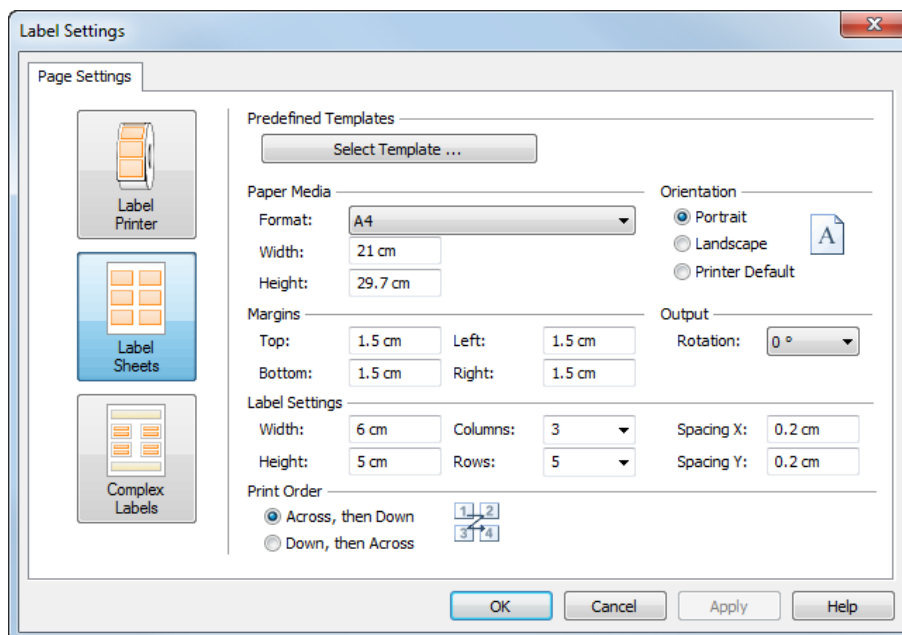 Label Settings
Page Settings
Label
Printer
Label
Sheets
Complex
Labels
Predefined Templates
Select Template ...
Paper Media
Format: A4
Width: 21 cm
Height: 29.7 cm
Orientation
Portrait
Landscape
Printer Default
A
Margins
Top: 1.5 cm Left: 1.5 cm
Bottom: 1.5 cm Right: 1.5 cm
Output
Rotation: 0 °
Label Settings
Width: 6 cm Columns: 3 Spacing X: 0.2 cm
Height: 5 cm Rows: 5 Spacing Y: 0.2 cm
Print Order
Across, then Down
Down, then Across
1 2
3 4
OK Cancel Apply Help